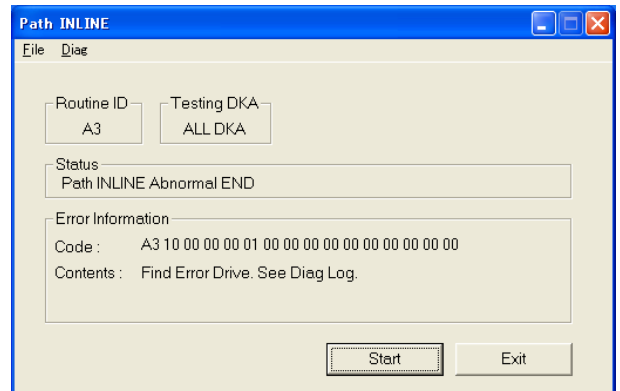 Path INLINE
File Diag
Routine ID
Testing DKA
A3
ALL DKA
Status
Path INLINE Abnormal END
Error Information
Code : A3 10 00 00 00 01 00 00 00 00 00 00 00 00 00 00
Contents : Find Error Drive. See Diag Log.
Start
Exit